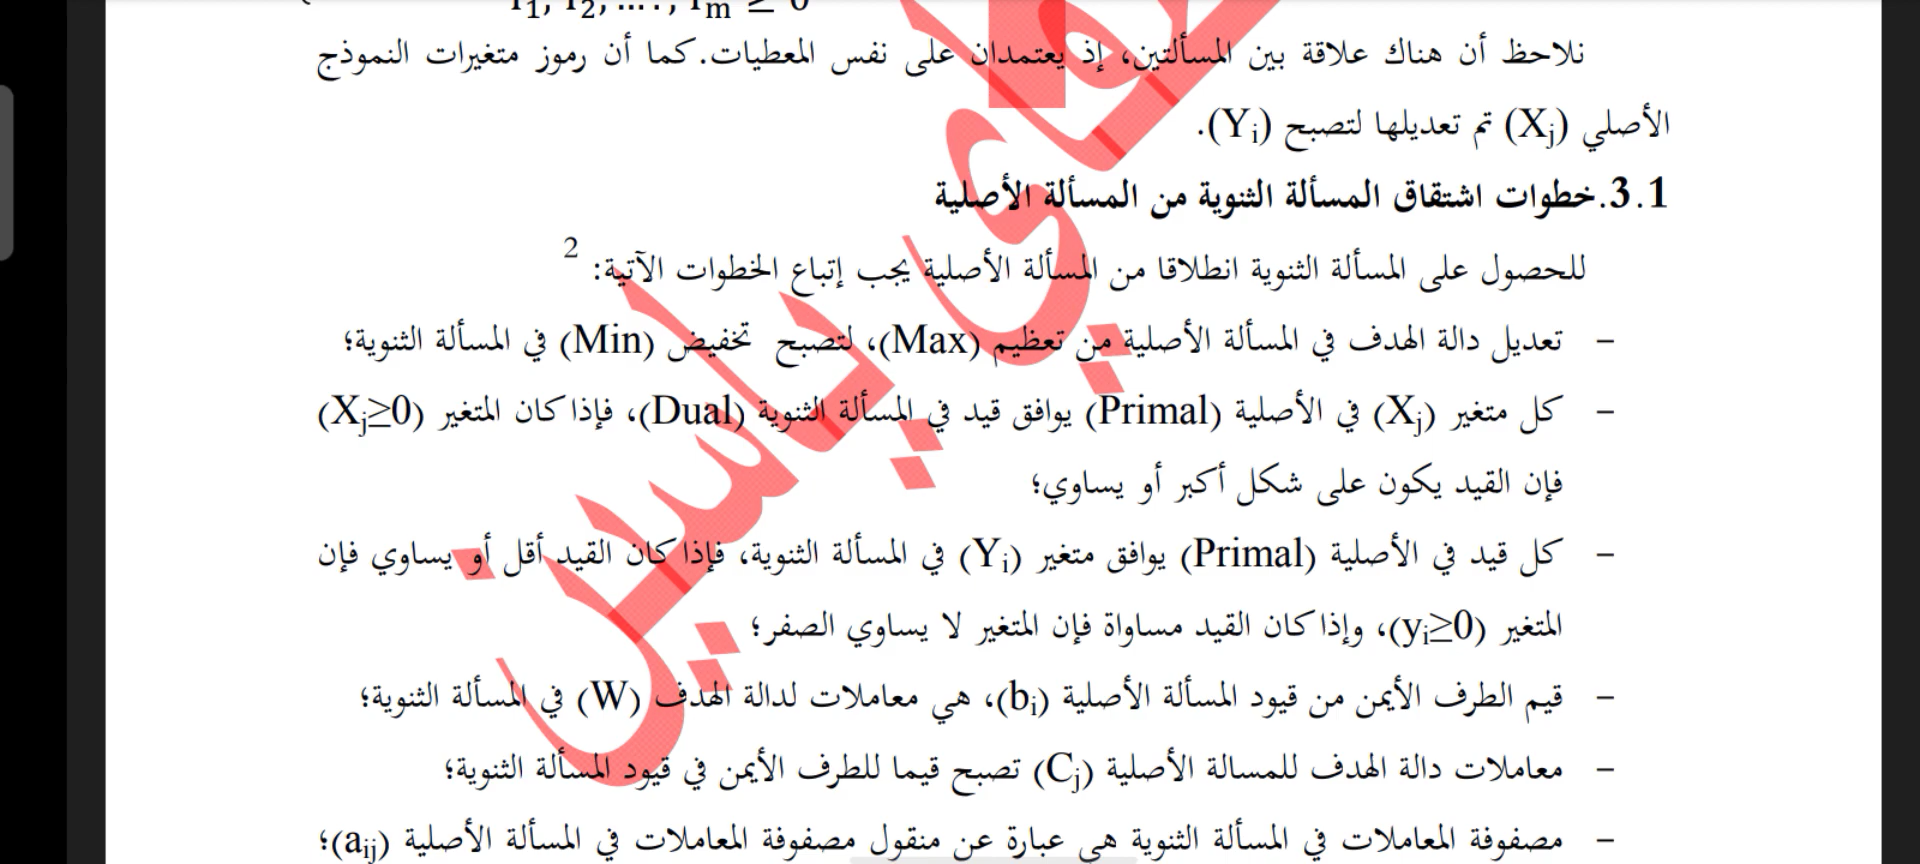 Y1, Y2, ...., Ym ≥ 0
نلاحظ أن هناك علاقة بين المسألتين، إذ يعتمدان على نفس المعطيات. كما أن رموز متغيرات النموذج
الأصلي (Xj) تم تعديلها لتصبح (Yi).
3.1. خطوات اشتقاق المسألة الثنوية من المسألة الأصلية
للحصول على المسألة الثنوية انطلاقا من المسألة الأصلية يجب إتباع الخطوات الآتية: 2
- تعديل دالة الهدف في المسألة الأصلية من تعظيم (Max)، لتصبح تخفيض (Min) في المسألة الثنوية؛
- كل متغير (Xj) في الأصلية (Primal) يوافق قيد في المسألة الثنوية (Dual)، فإذا كان المتغير (Xj≥0)
فإن القيد يكون على شكل أكبر أو يساوي؛
- كل قيد في الأصلية (Primal) يوافق متغير (Yi) في المسألة الثنوية، فإذا كان القيد أقل أو يساوي فإن
المتغير (yi≥0)، وإذا كان القيد مساواة فإن المتغير لا يساوي الصفر؛
- قيم الطرف الأيمن من قيود المسألة الأصلية (bi)، هي معاملات لدالة الهدف (W) في المسألة الثنوية؛
- معاملات دالة الهدف للمسالة الأصلية (Cj) تصبح قيما للطرف الأيمن في قيود المسألة الثنوية؛
- مصفوفة المعاملات في المسألة الثنوية هي عبارة عن منقول مصفوفة المعاملات في المسألة الأصلية (aij)؛
ياسين